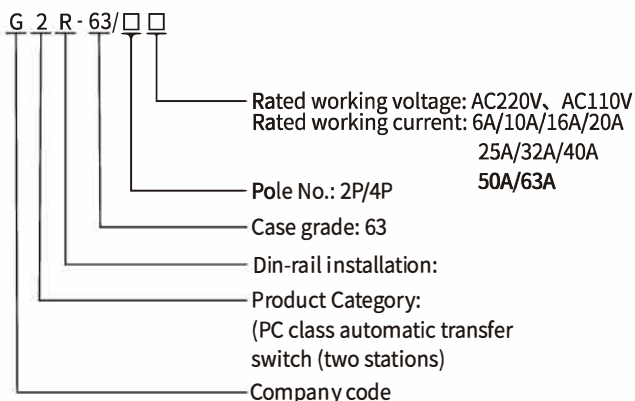 G 2 R - 63/□ □
Rated working voltage: AC220V、AC110V
Rated working current: 6A/10A/16A/20A
25A/32A/40A
50A/63A
Pole No.: 2P/4P
Case grade: 63
Din-rail installation:
Product Category:
(PC class automatic transfer
switch (two stations)
Company code